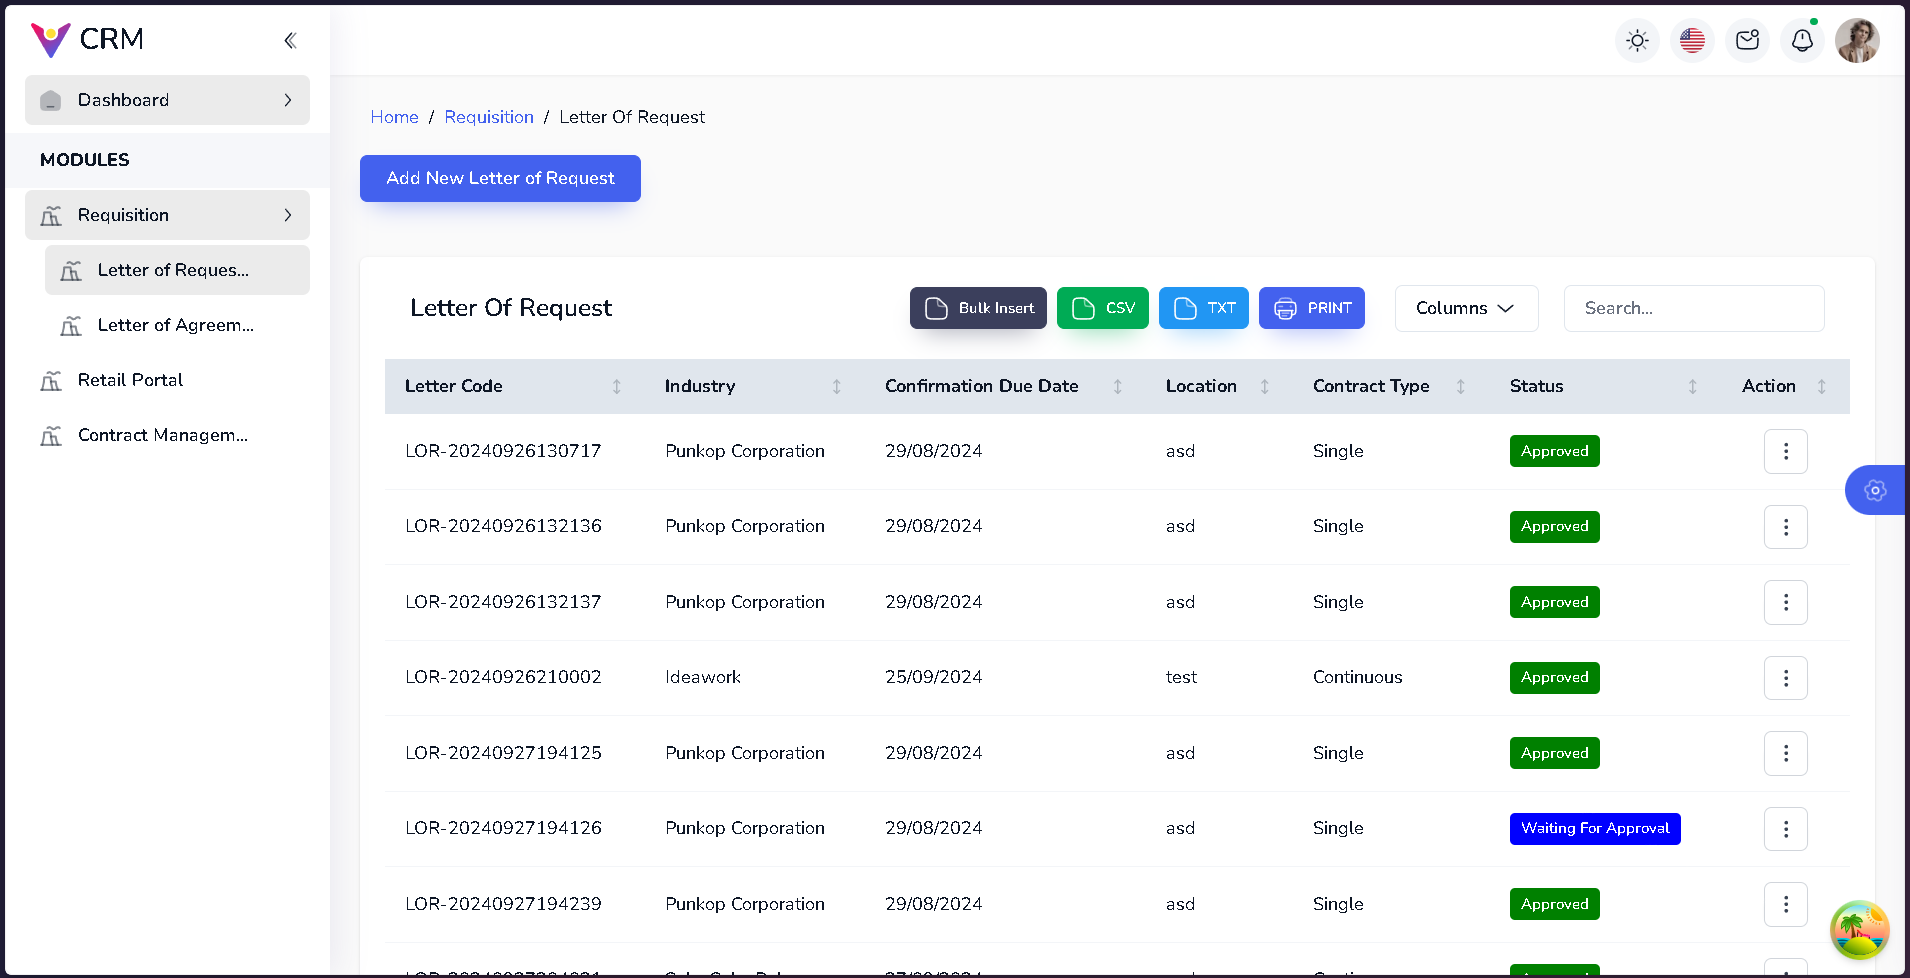 CRM
Dashboard
MODULES
Requisition
Letter of Reques...
Letter of Agreem...
Retail Portal
Contract Managem...
Home / Requisition / Letter Of Request
Add New Letter of Request
Letter Of Request
Bulk Insert CSV TXT PRINT Columns Search...
Letter Code Industry Confirmation Due Date Location Contract Type Status Action
LOR-20240926130717 Punkop Corporation 29/08/2024 asd Single Approved
LOR-20240926132136 Punkop Corporation 29/08/2024 asd Single Approved
LOR-20240926132137 Punkop Corporation 29/08/2024 asd Single Approved
LOR-20240926210002 Ideawork 25/09/2024 test Continuous Approved
LOR-20240927194125 Punkop Corporation 29/08/2024 asd Single Approved
LOR-20240927194126 Punkop Corporation 29/08/2024 asd Single Waiting For Approval
LOR-20240927194239 Punkop Corporation 29/08/2024 asd Single Approved